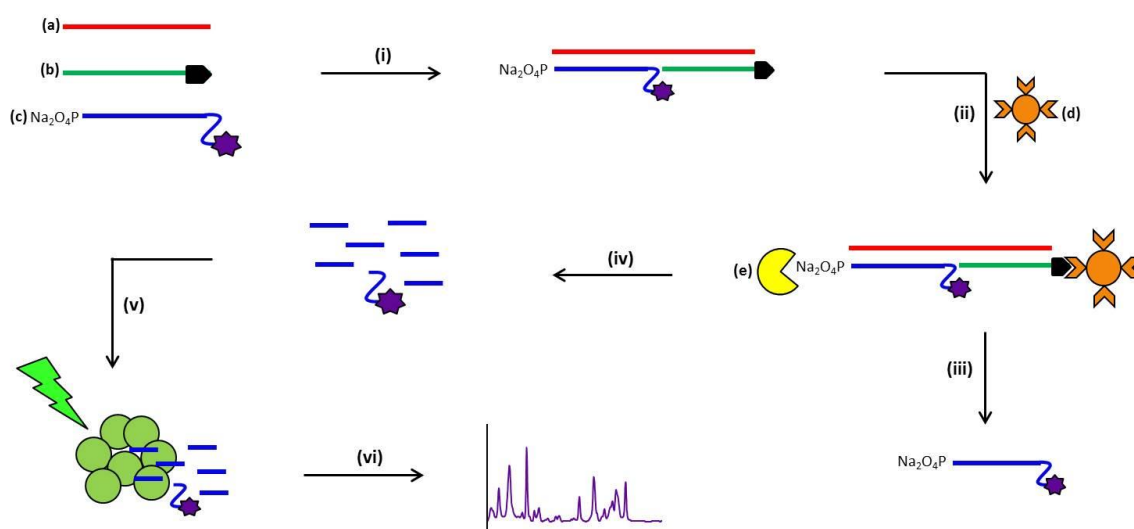 (a)
(b)
(c) Na₂O₄P
(i)
Na₂O₄P
(ii)
(d)
(e)
Na₂O₄P
(iv)
(v)
(iii)
(vi)
Na₂O₄P